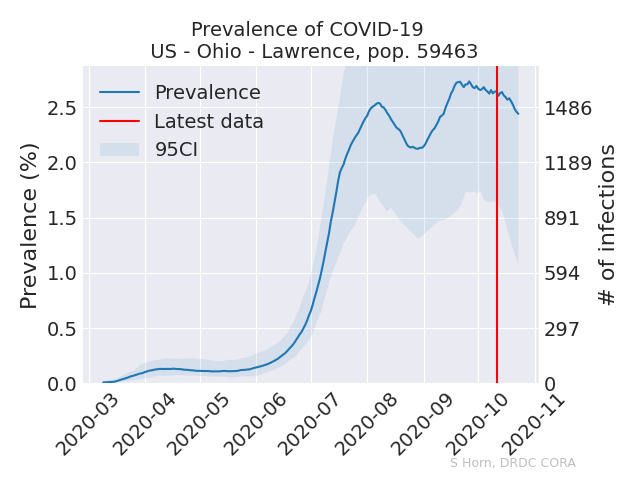 Prevalence of COVID-19
US - Ohio - Lawrence, pop. 59463
Prevalence
Latest data
95CI
Prevalence (%)
2.5
2.0
1.5
1.0
0.5
0.0
1486
1189
891
594
297
0
# of infections
2020-03
2020-04
2020-05
2020-06
2020-07
2020-08
2020-09
2020-10
2020-11
S Horn, DRDC CORA